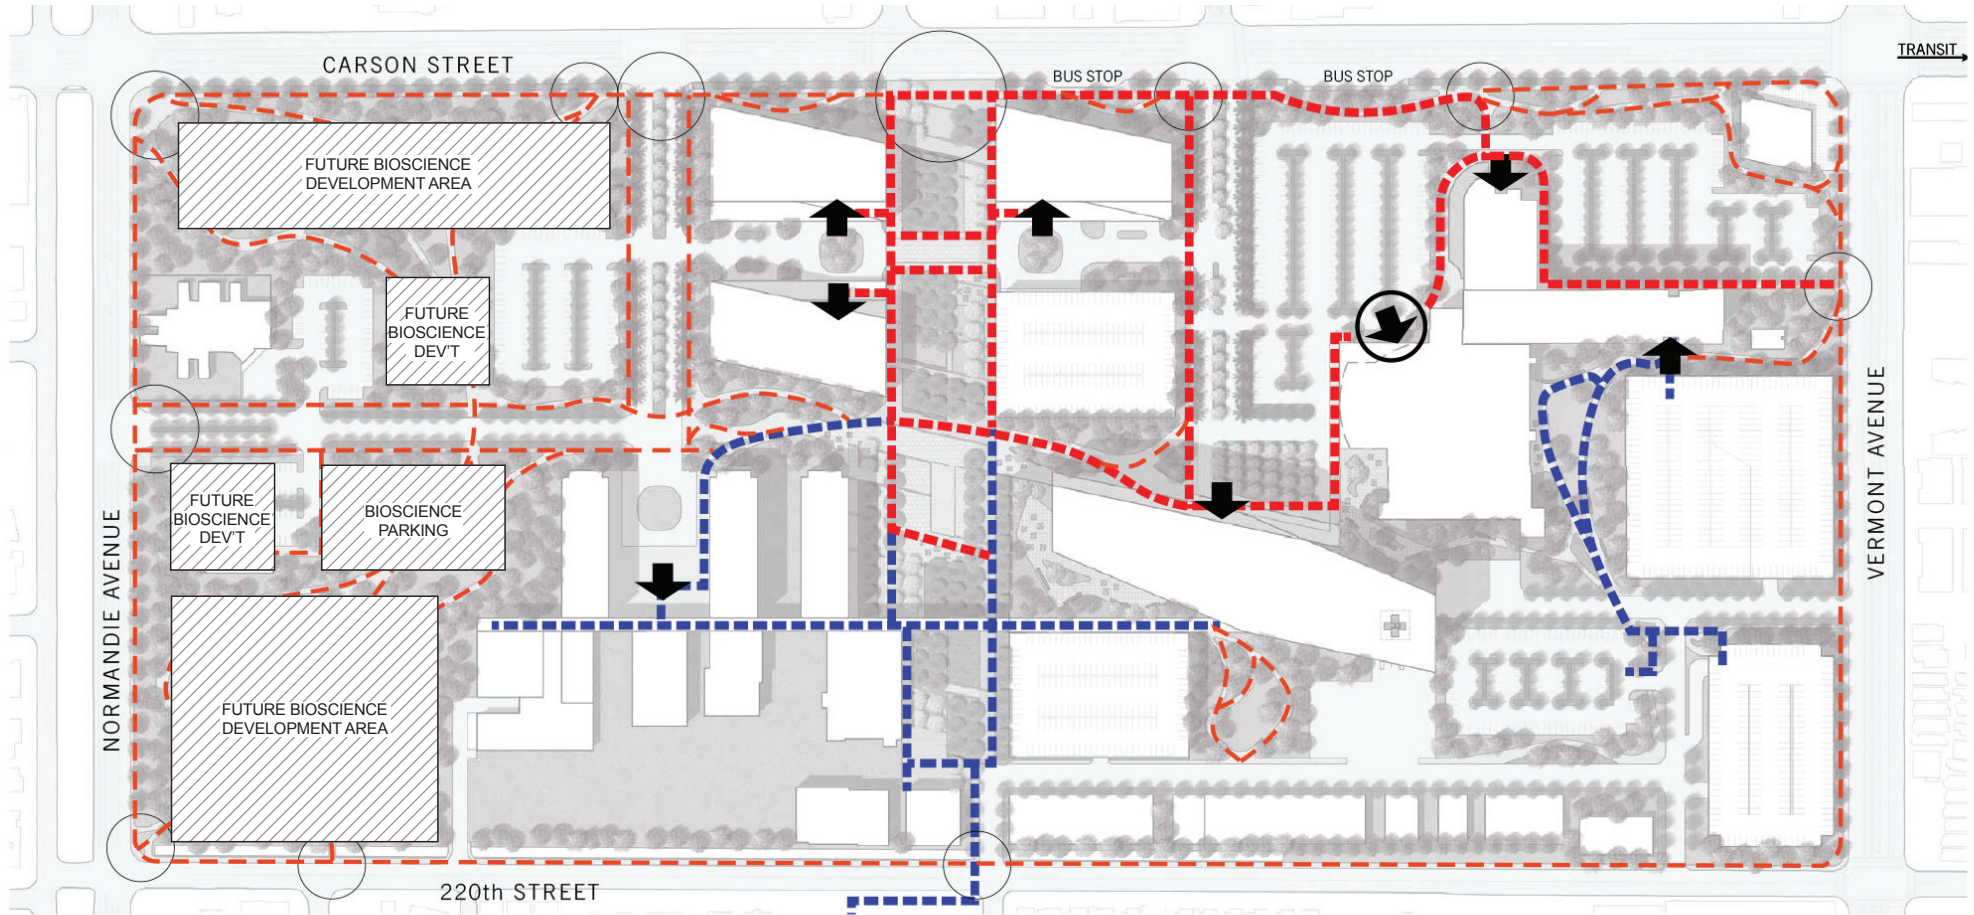 TRANSIT
CARSON STREET
BUS STOP
BUS STOP
FUTURE BIOSCIENCE
DEVELOPMENT AREA
FUTURE
BIOSCIENCE
DEV'T
VERMONT AVENUE
FUTURE
BIOSCIENCE
DEV'T
BIOSCIENCE
PARKING
NORMANDIE AVENUE
FUTURE BIOSCIENCE
DEVELOPMENT AREA
220th STREET